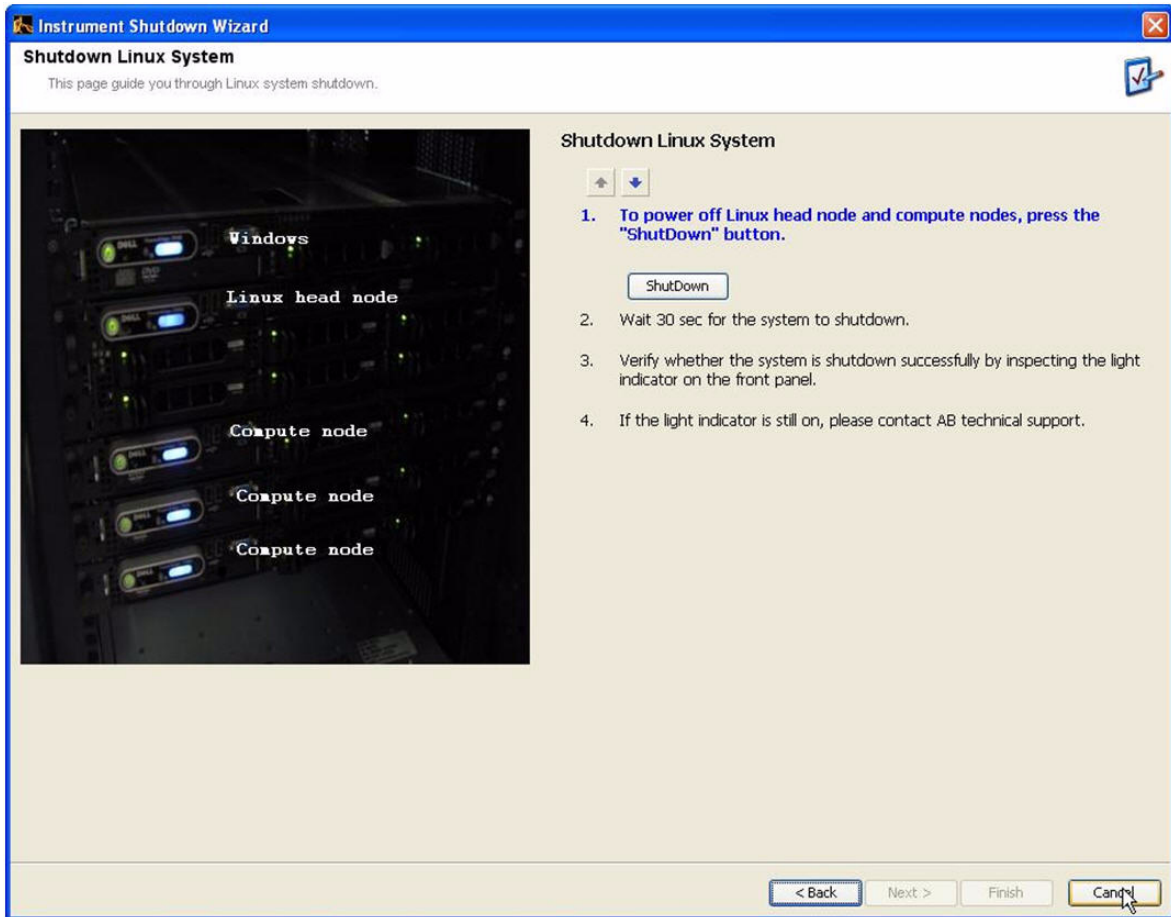 Instrument Shutdown Wizard
Shutdown Linux System
This page guide you through Linux system shutdown.
Windows
Linux head node
Compute node
Compute node
Compute node
Shutdown Linux System
1. To power off Linux head node and compute nodes, press the
"ShutDown" button.
ShutDown
2. Wait 30 sec for the system to shutdown.
3. Verify whether the system is shutdown successfully by inspecting the light
indicator on the front panel.
4. If the light indicator is still on, please contact AB technical support.
< Back
Next >
Finish
Cancel